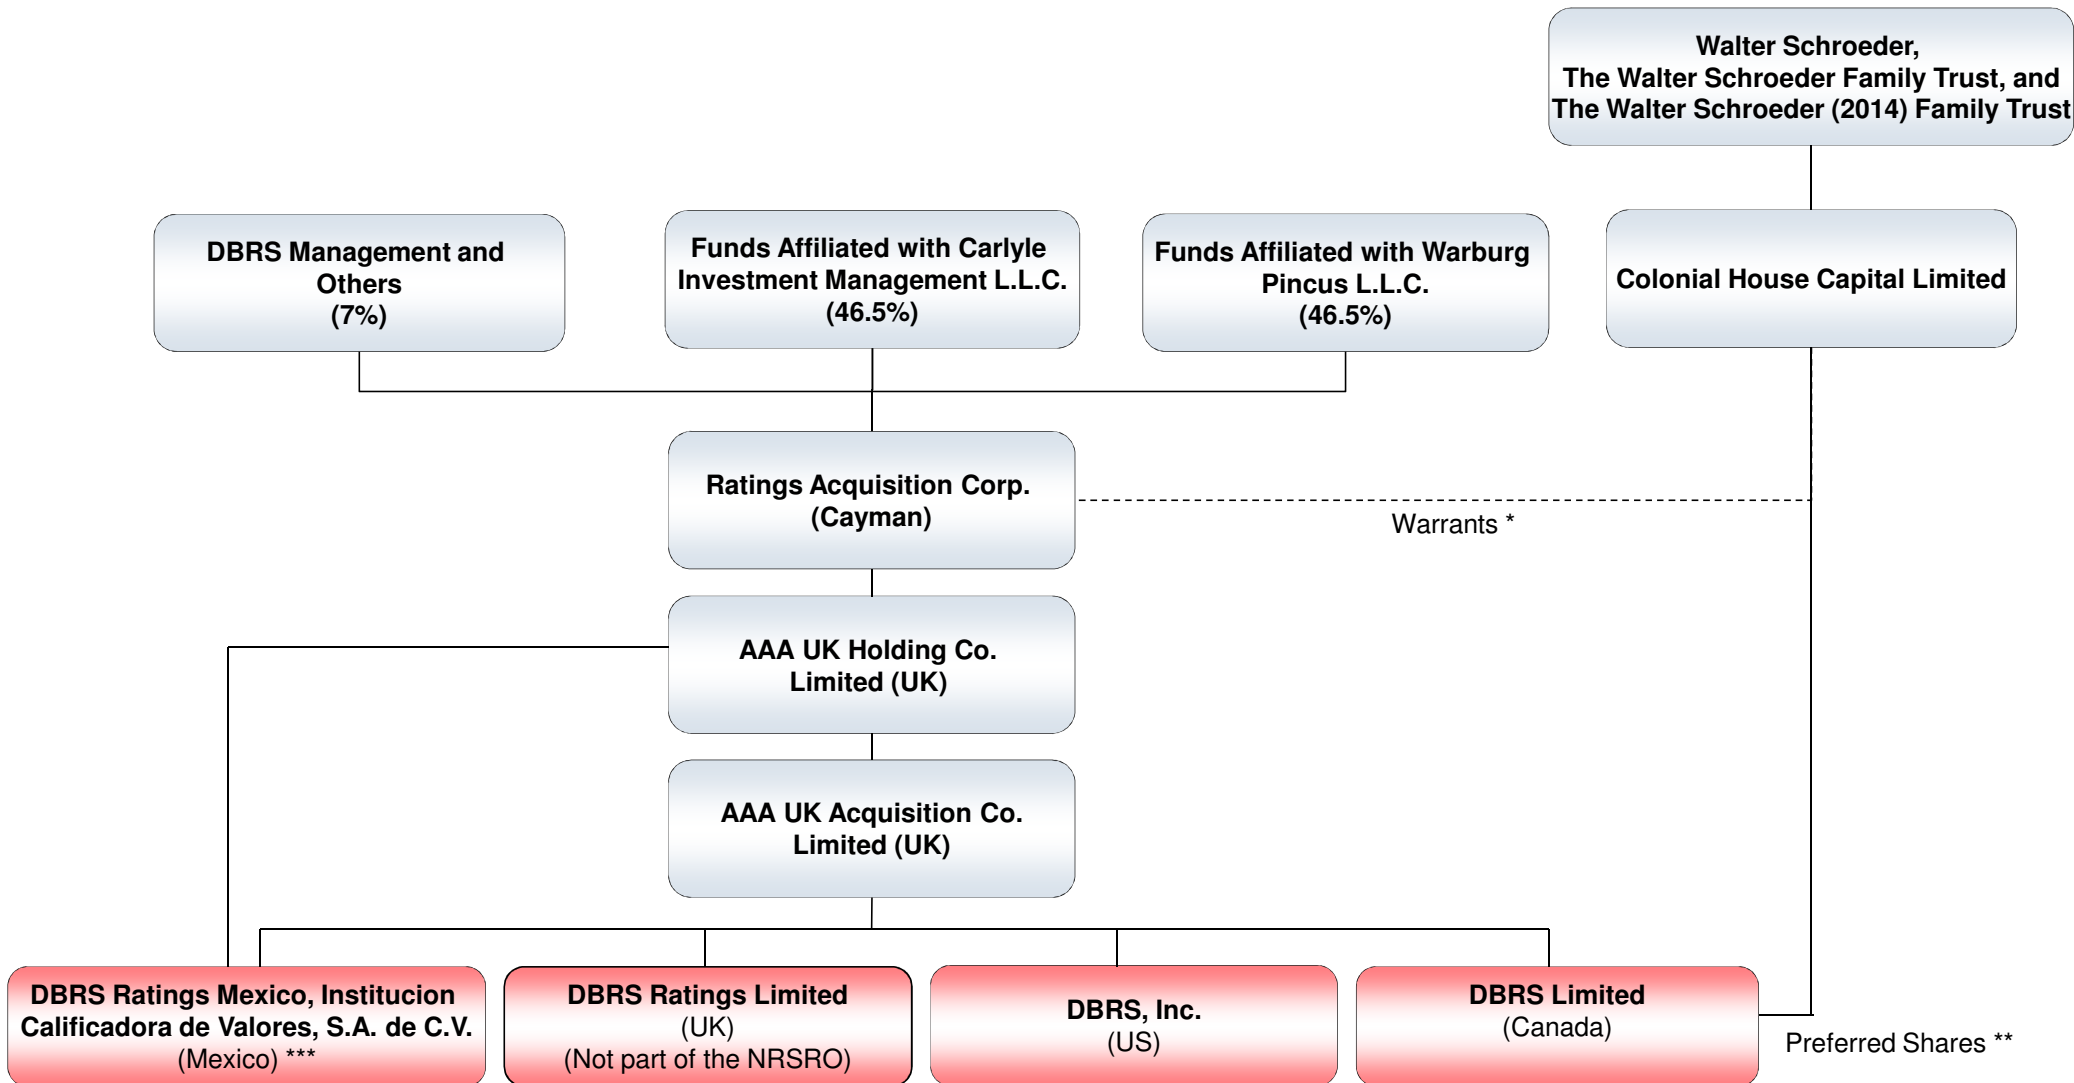 Walter Schroeder,
The Walter Schroeder Family Trust, and
The Walter Schroeder (2014) Family Trust
DBRS Management and
Others
(7%)
Funds Affiliated with Carlyle
Investment Management L.L.C.
(46.5%)
Funds Affiliated with Warburg
Pincus L.L.C.
(46.5%)
Colonial House Capital Limited
Ratings Acquisition Corp.
(Cayman)
Warrants *
AAA UK Holding Co.
Limited (UK)
AAA UK Acquisition Co.
Limited (UK)
DBRS Ratings Mexico, Institucion
Calificadora de Valores, S.A. de C.V.
(Mexico) ***
DBRS Ratings Limited
(UK)
(Not part of the NRSRO)
DBRS, Inc.
(US)
DBRS Limited
(Canada)
Preferred Shares **